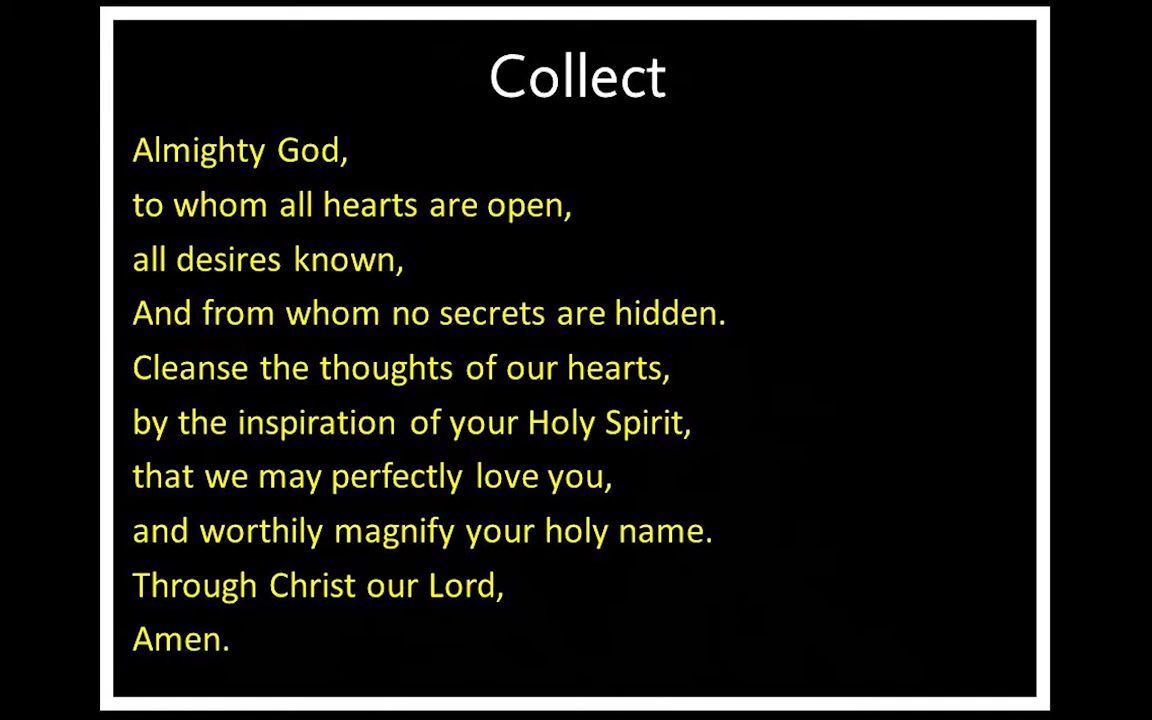 Collect
Almighty God,
to whom all hearts are open,
all desires known,
And from whom no secrets are hidden.
Cleanse the thoughts of our hearts,
by the inspiration of your Holy Spirit,
that we may perfectly love you,
and worthily magnify your holy name.
Through Christ our Lord,
Amen.